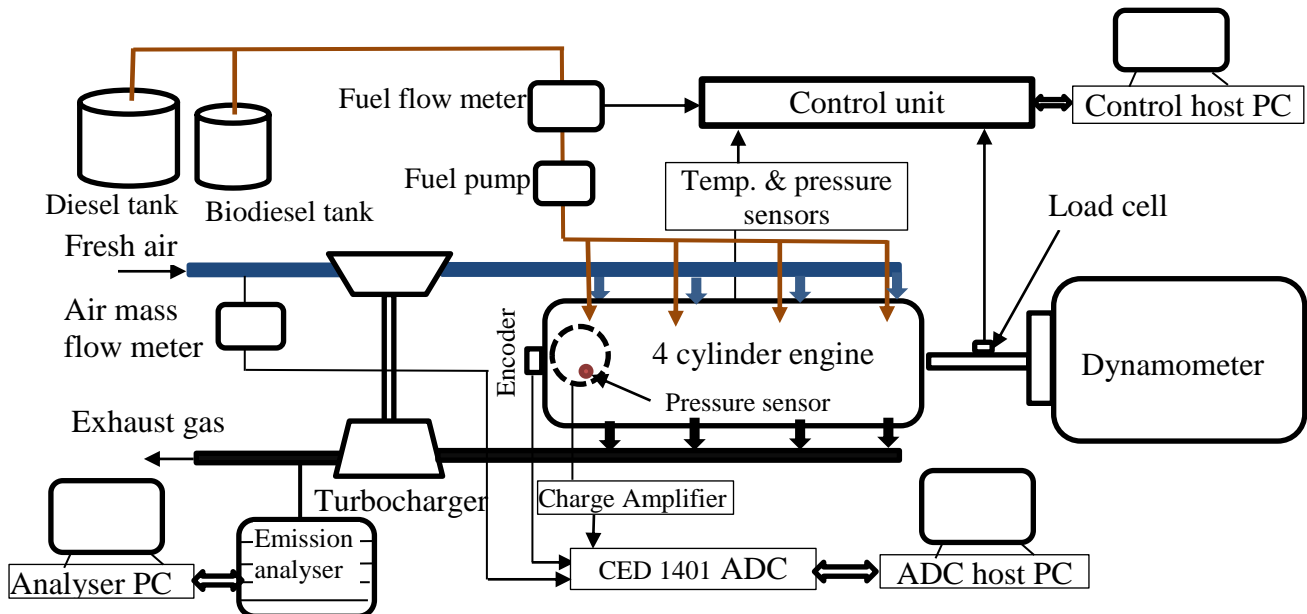 Fuel flow meter
Control unit
Control host PC
Fuel pump
Temp. & pressure
sensors
Diesel tank
Biodiesel tank
Load cell
Fresh air
Air mass
flow meter
Encoder
4 cylinder engine
Dynamometer
Pressure sensor
Exhaust gas
Turbocharger
Charge Amplifier
Emission
analyser
Analyser PC
CED 1401 ADC
ADC host PC